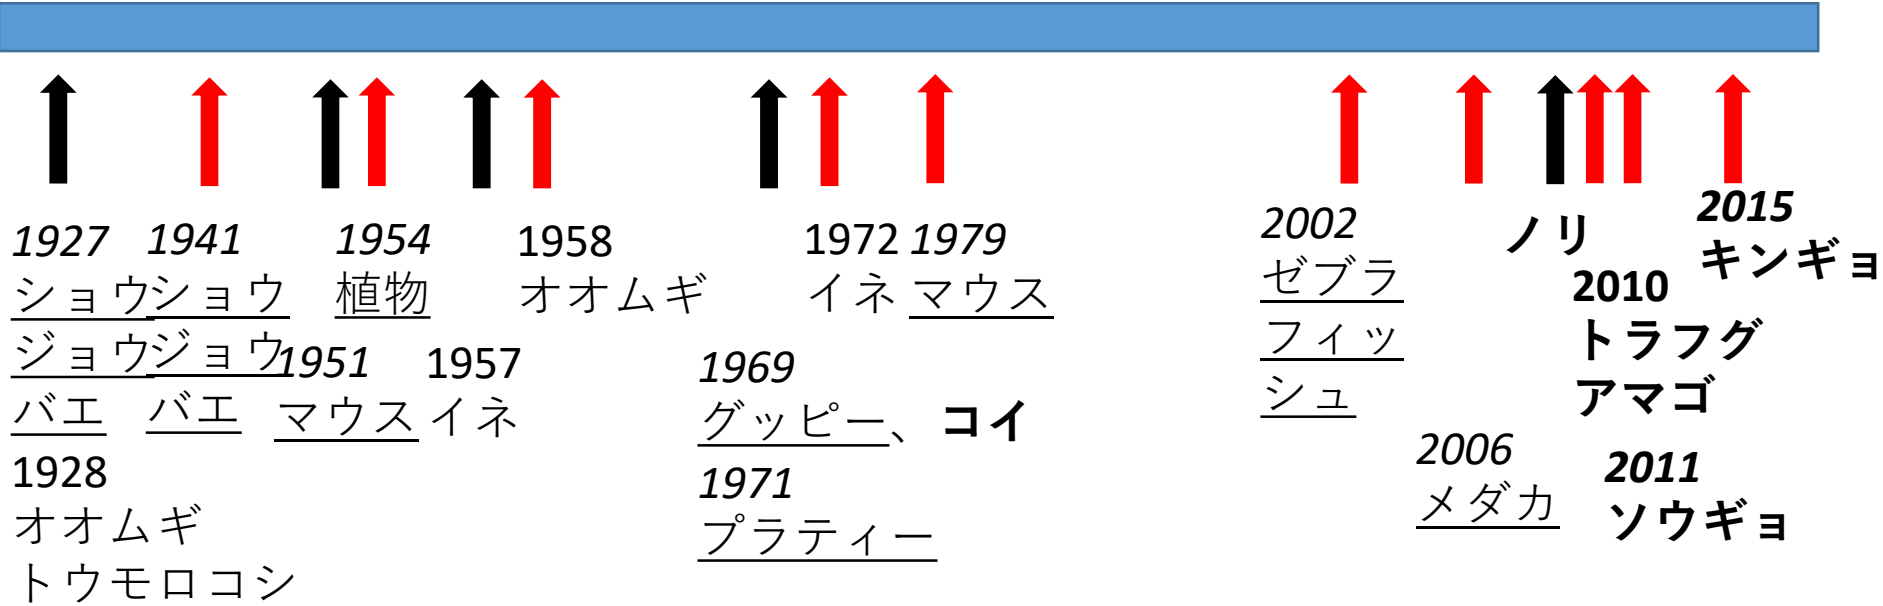 1927
ショウ
ジョウ
バエ
1928
オオムギ
トウモロコシ
1941
ショウ
ジョウ
バエ
1951
マウス
1954
植物
1957
イネ
1958
オオムギ
1969
グッピー、コイ
1971
プラティー
1972
イネ
1979
マウス
2002
ゼブラ
フィッ
シュ
2006
メダカ
ノリ
2010
トラフグ
アマゴ
2011
ソウギョ
2015
キンギョ